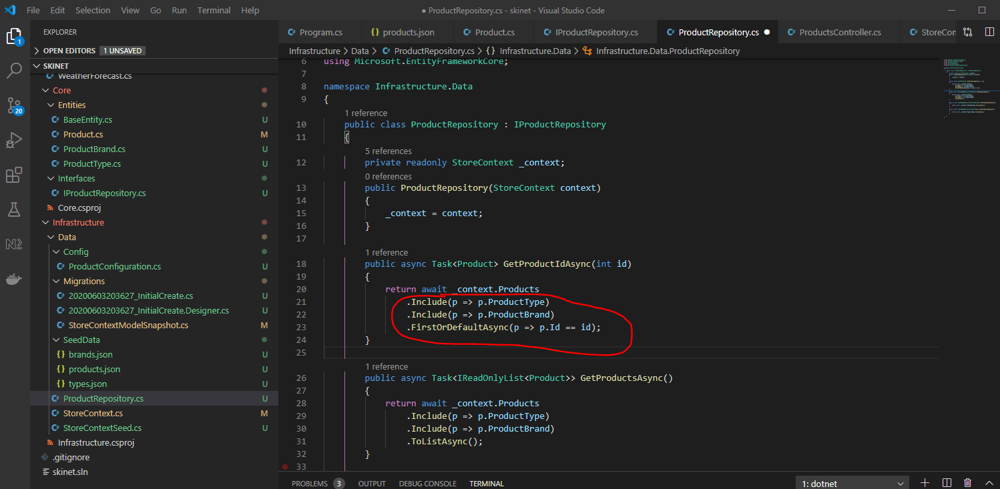 File Edit Selection View Go Run Terminal Help ● ProductRepository.cs - skinet - Visual Studio Code
EXPLORER
OPEN EDITORS 1 UNSAVED
SKINET
WeatherForecast.cs
Core
Entities
BaseEntity.cs U
Product.cs M
ProductBrand.cs U
ProductType.cs U
Interfaces
IProductRepository.cs U
Core.csproj
Infrastructure
Data
Config
ProductConfiguration.cs U
Migrations
20200603203627_InitialCreate.cs U
20200603203627_InitialCreate.Designer.cs U
StoreContextModelSnapshot.cs M
SeedData
{} brands.json U
{} products.json U
{} types.json U
ProductRepository.cs U
StoreContext.cs M
StoreContextSeed.cs U
Infrastructure.csproj
.gitignore
skinet.sln
1
20
Program.cs {} products.json Product.cs IProductRepository.cs ProductRepository.cs ● ProductsController.cs StoreCon
Infrastructure > Data > ProductRepository.cs > {} Infrastructure.Data > Infrastructure.Data.ProductRepository
6 using Microsoft.EntityFrameworkCore;
7
8 namespace Infrastructure.Data
9 {
1 reference
10 public class ProductRepository : IProductRepository
11 {
5 references
12 private readonly StoreContext _context;
0 references
13 public ProductRepository(StoreContext context)
14 {
15 _context = context;
16 }
17
1 reference
18 public async Task<Product> GetProductIdAsync(int id)
19 {
20 return await _context.Products
21 .Include(p => p.ProductType)
22 .Include(p => p.ProductBrand)
23 .FirstOrDefaultAsync(p => p.Id == id);
24 }
25
1 reference
26 public async Task<IReadOnlyList<Product>> GetProductsAsync()
27 {
28 return await _context.Products
29 .Include(p => p.ProductType)
30 .Include(p => p.ProductBrand)
31 .ToListAsync();
32 }
33
PROBLEMS 3 OUTPUT DEBUG CONSOLE TERMINAL 1: dotnet